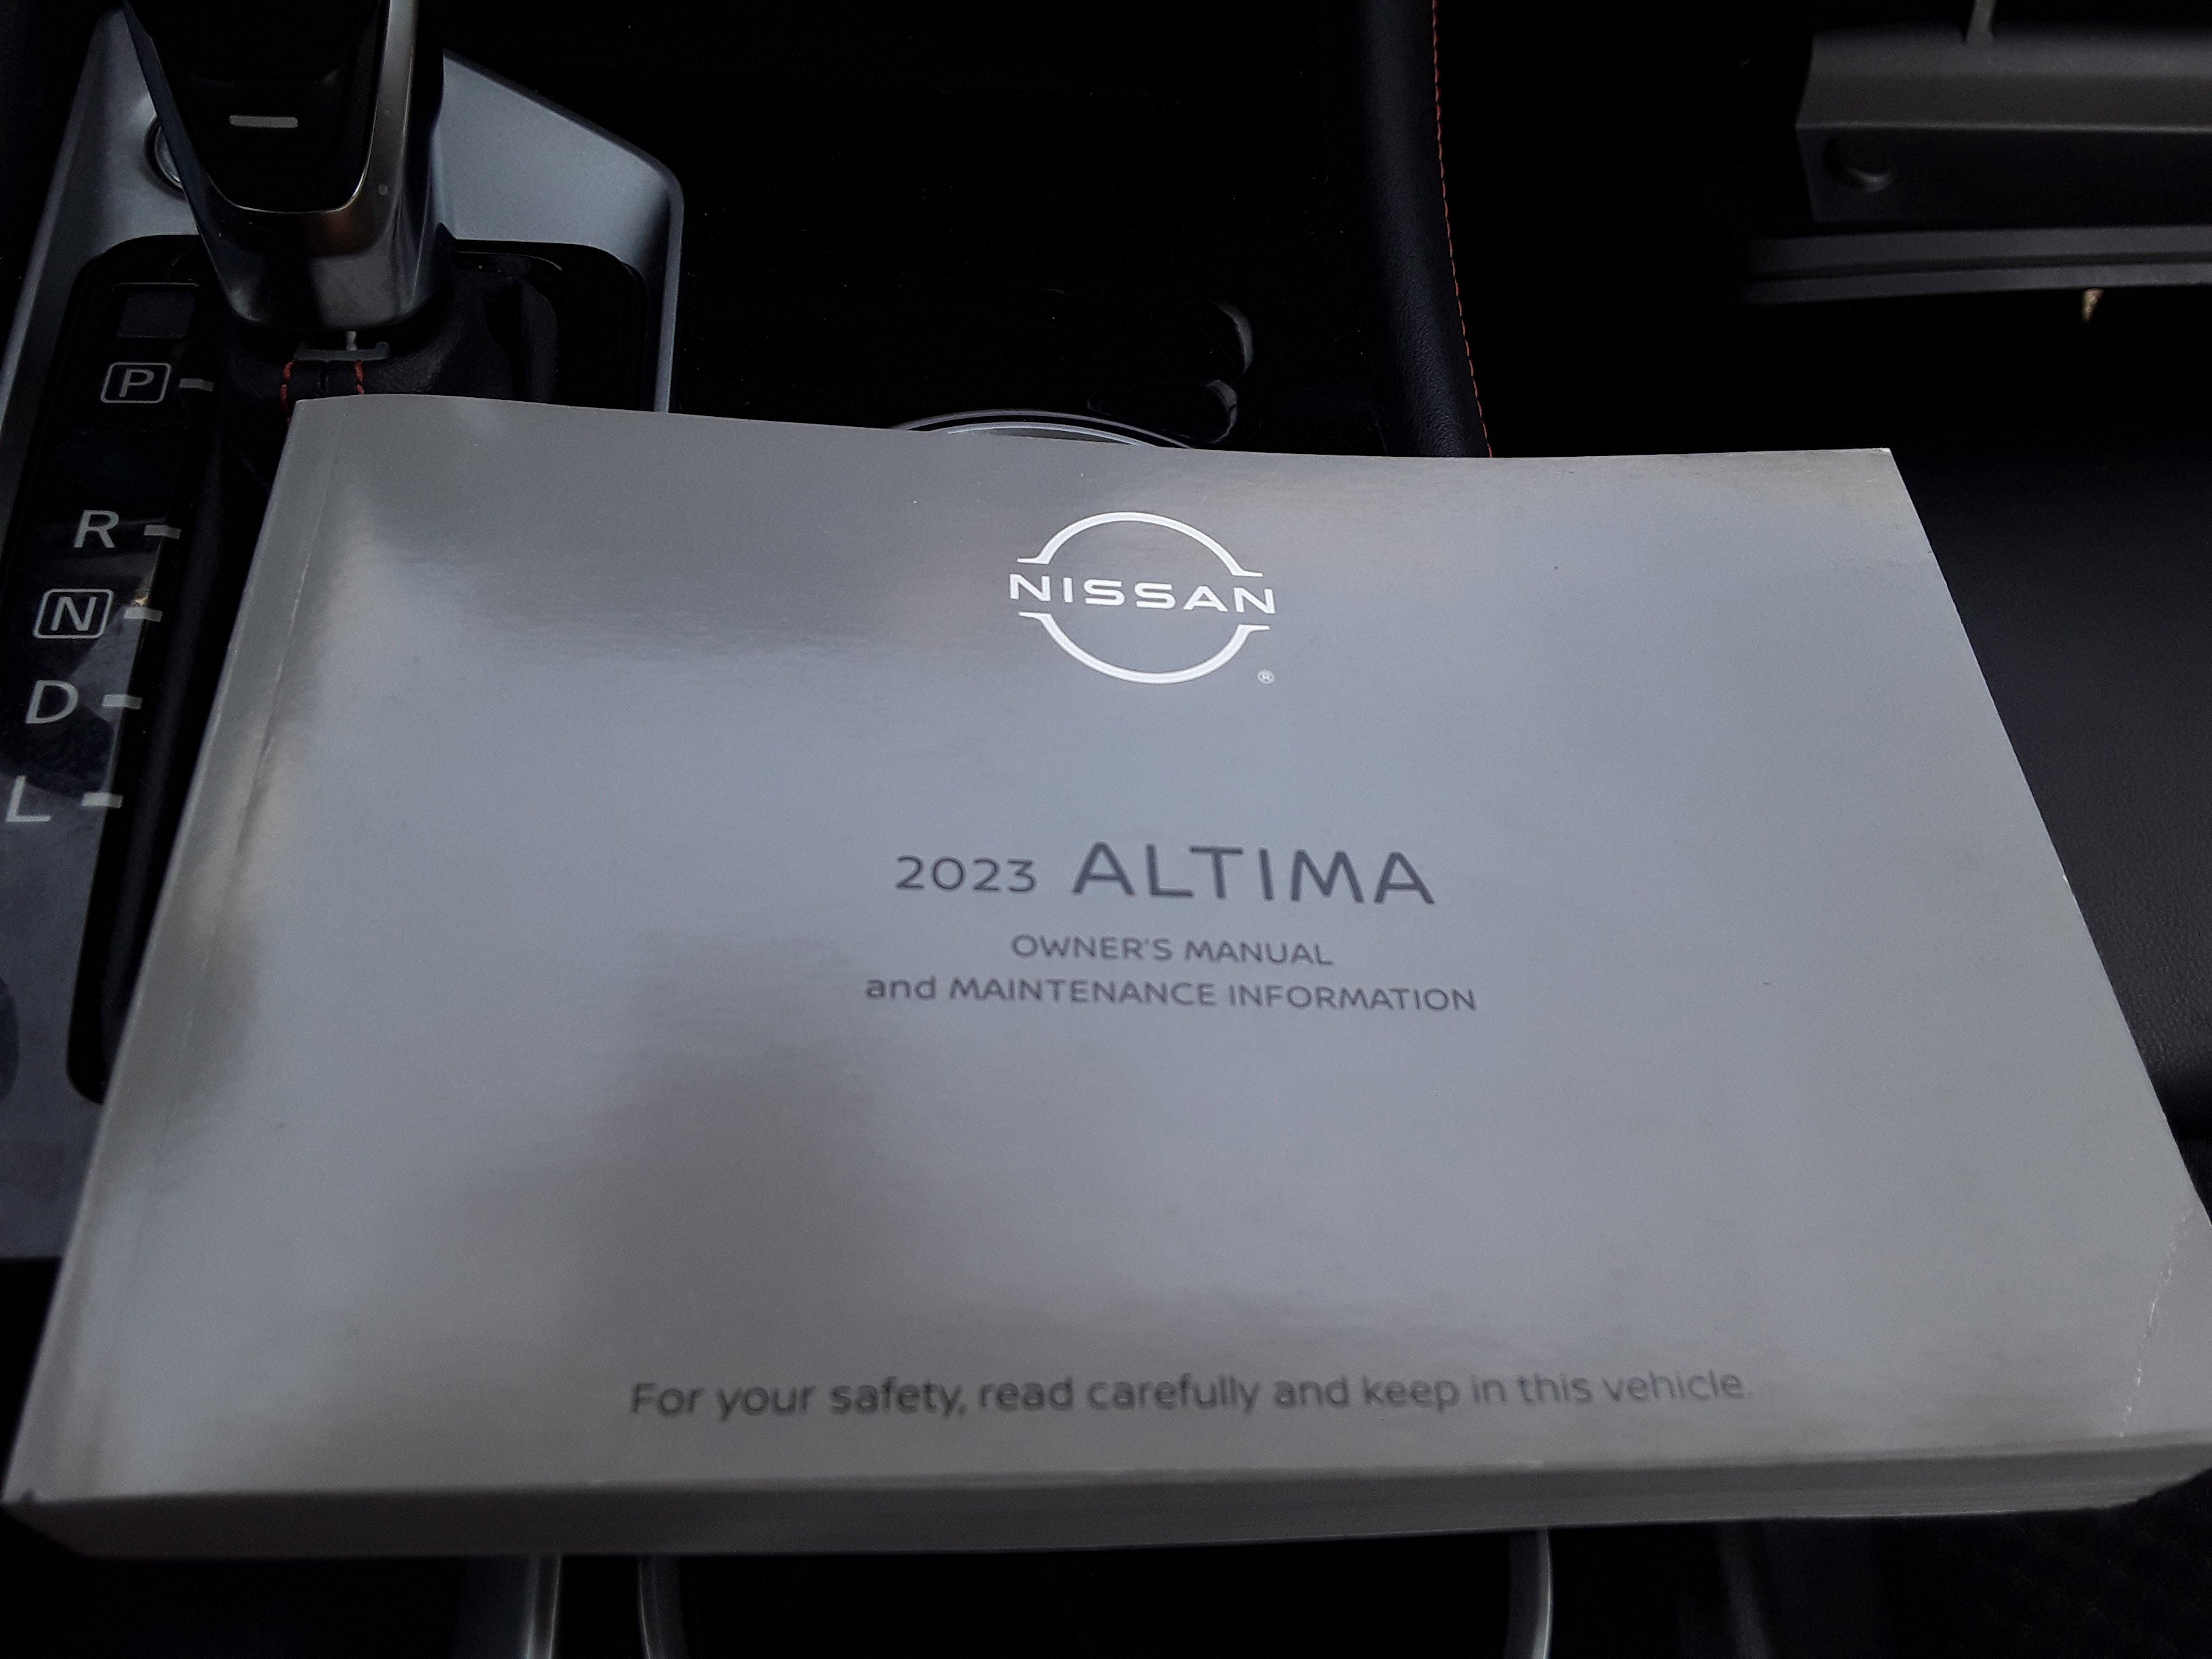 P
R
N
D
L
NISSAN
®
2023 ALTIMA
OWNER'S MANUAL
and MAINTENANCE INFORMATION
For your safety, read carefully and keep in this vehicle.